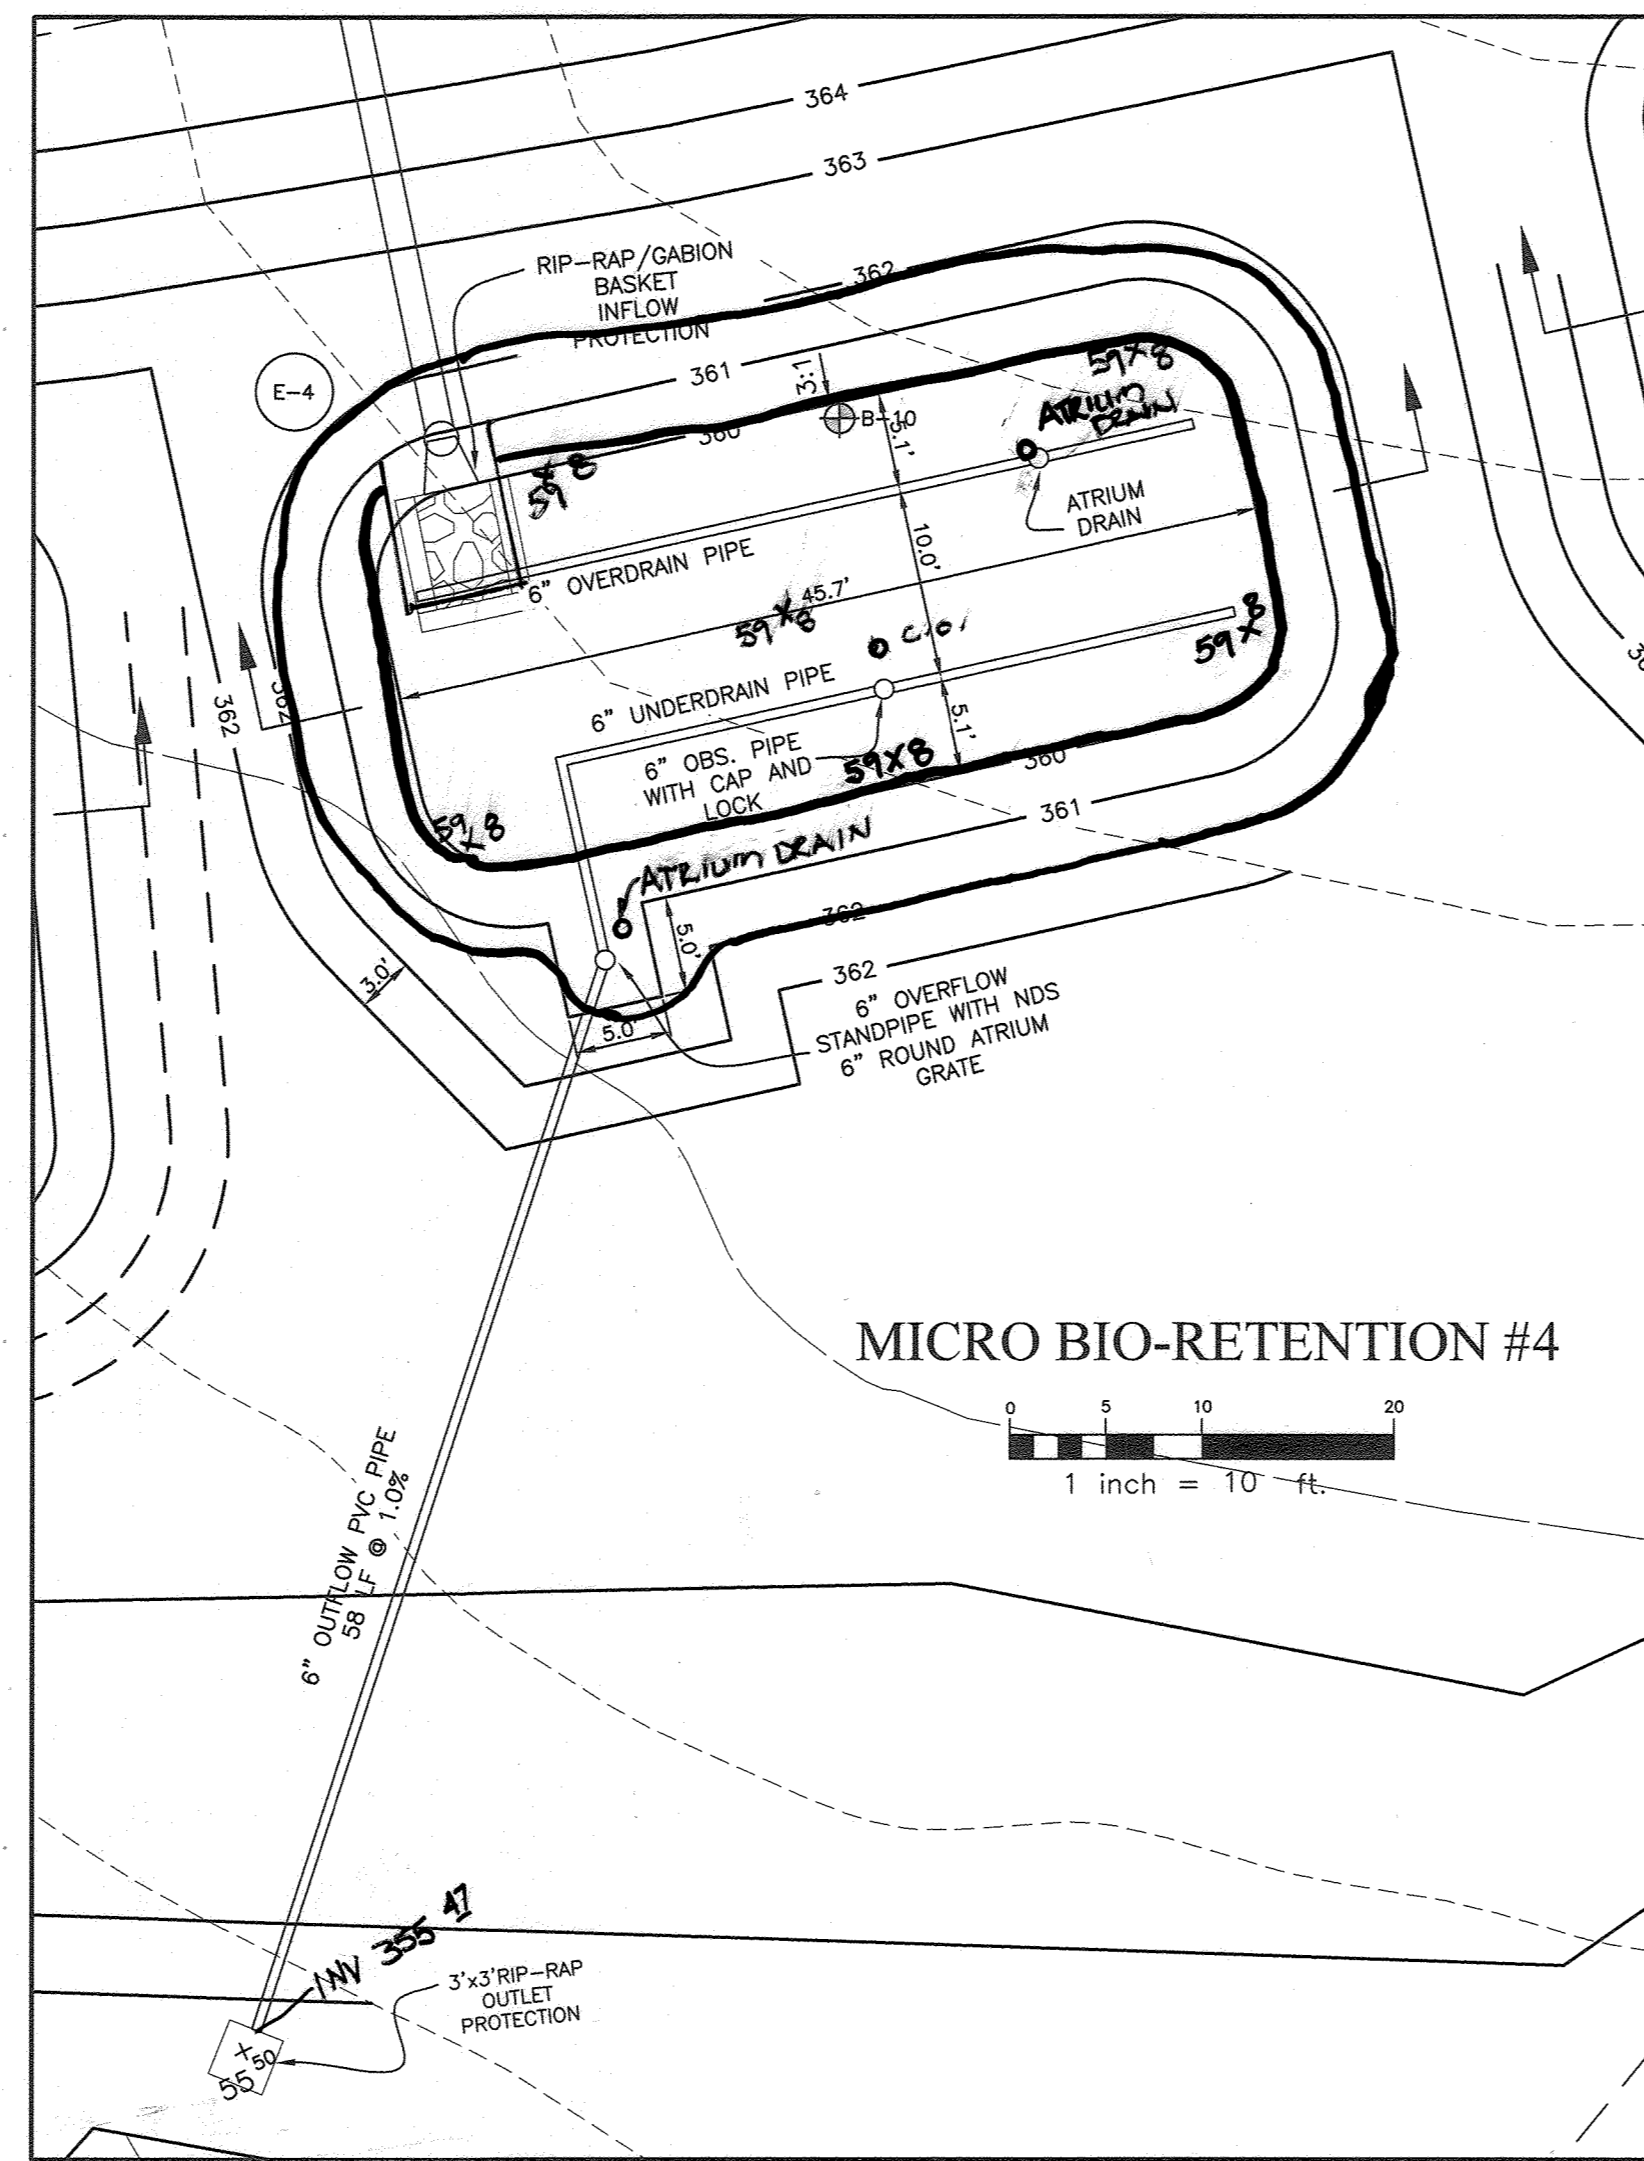 364
363
RIP-RAP/GABION
BASKET
INFLOW
PROTECTION
362
E-4
361
3:1
59x8
ATRIUM
DRAIN
B-10
360
5.1'
59x8
ATRIUM
DRAIN
10.0'
6" OVERDRAIN PIPE
45.7'
59x8
C.O.
59x8
6" UNDERDRAIN PIPE
362
362
5.1'
6" OBS. PIPE
WITH CAP AND
LOCK
59x8
360
361
59x8
ATRIUM DRAIN
362
5.0'
3.0'
362
6" OVERFLOW
STANDPIPE WITH NDS
6" ROUND ATRIUM
GRATE
5.0'
MICRO BIO-RETENTION #4
0 5 10 20
1 inch = 10 ft.
6" OUTFLOW PVC PIPE
58 LF @ 1.0%
INV 355 47
3'x3'RIP-RAP
OUTLET
PROTECTION
55 50